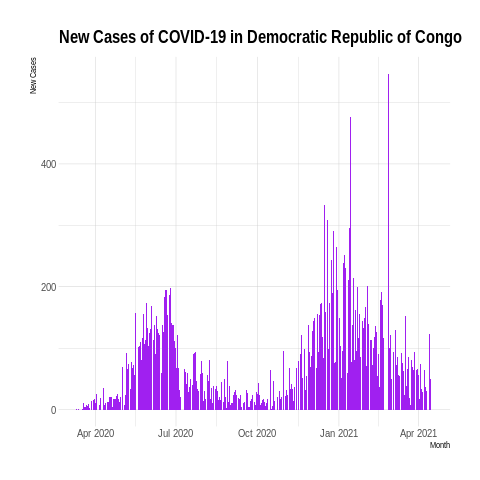 New Cases of COVID-19 in Democratic Republic of Congo
New Cases
400
200
0
Apr 2020 Jul 2020 Oct 2020 Jan 2021 Apr 2021
Month